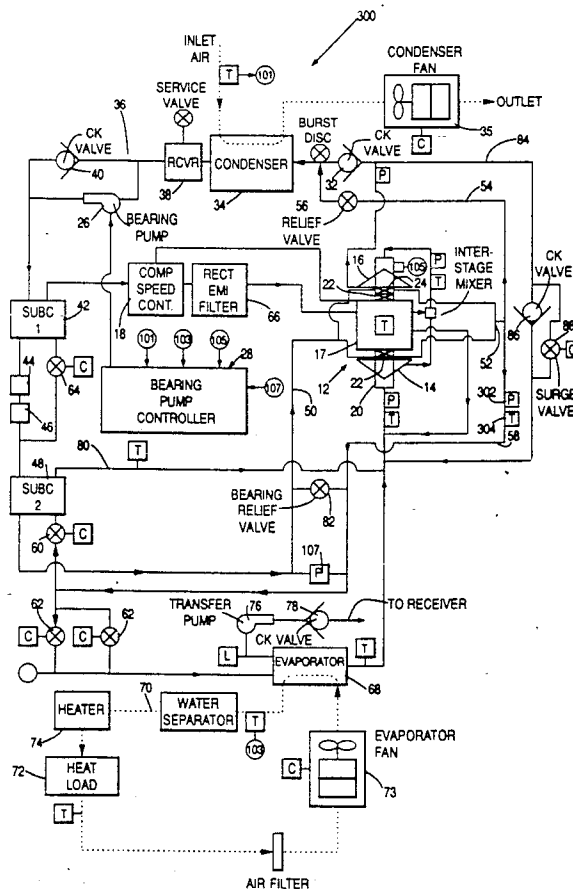 300
INLET
AIR
T
101
CONDENSER
FAN
OUTLET
35
C
SERVICE
VALVE
36
CK
VALVE
40
RCVR
38
CONDENSER
34
BURST
DISC
CK
VALVE
32
84
P
54
56
RELIEF
VALVE
26
BEARING
PUMP
SUBC
1
42
COMP
SPEED
CONT.
18
RECT
EMI
FILTER
66
16
105
24
22
P
T
INTER-
STAGE
MIXER
CK
VALVE
86
88
C
SURGE
VALVE
17
T
52
44
64
C
46
101
103
105
28
BEARING
PUMP
CONTROLLER
107
12
22
20
14
50
P
T
302
P
304
T
58
80
T
SUBC
2
48
60
C
BEARING
RELIEF
VALVE
82
107
P
C
62
C
62
TRANSFER
PUMP
76
78
TO RECEIVER
CK VALVE
L
EVAPORATOR
T
68
HEATER
74
70
WATER
SEPARATOR
T
103
EVAPORATOR
FAN
C
73
72
HEAT
LOAD
T
AIR FILTER